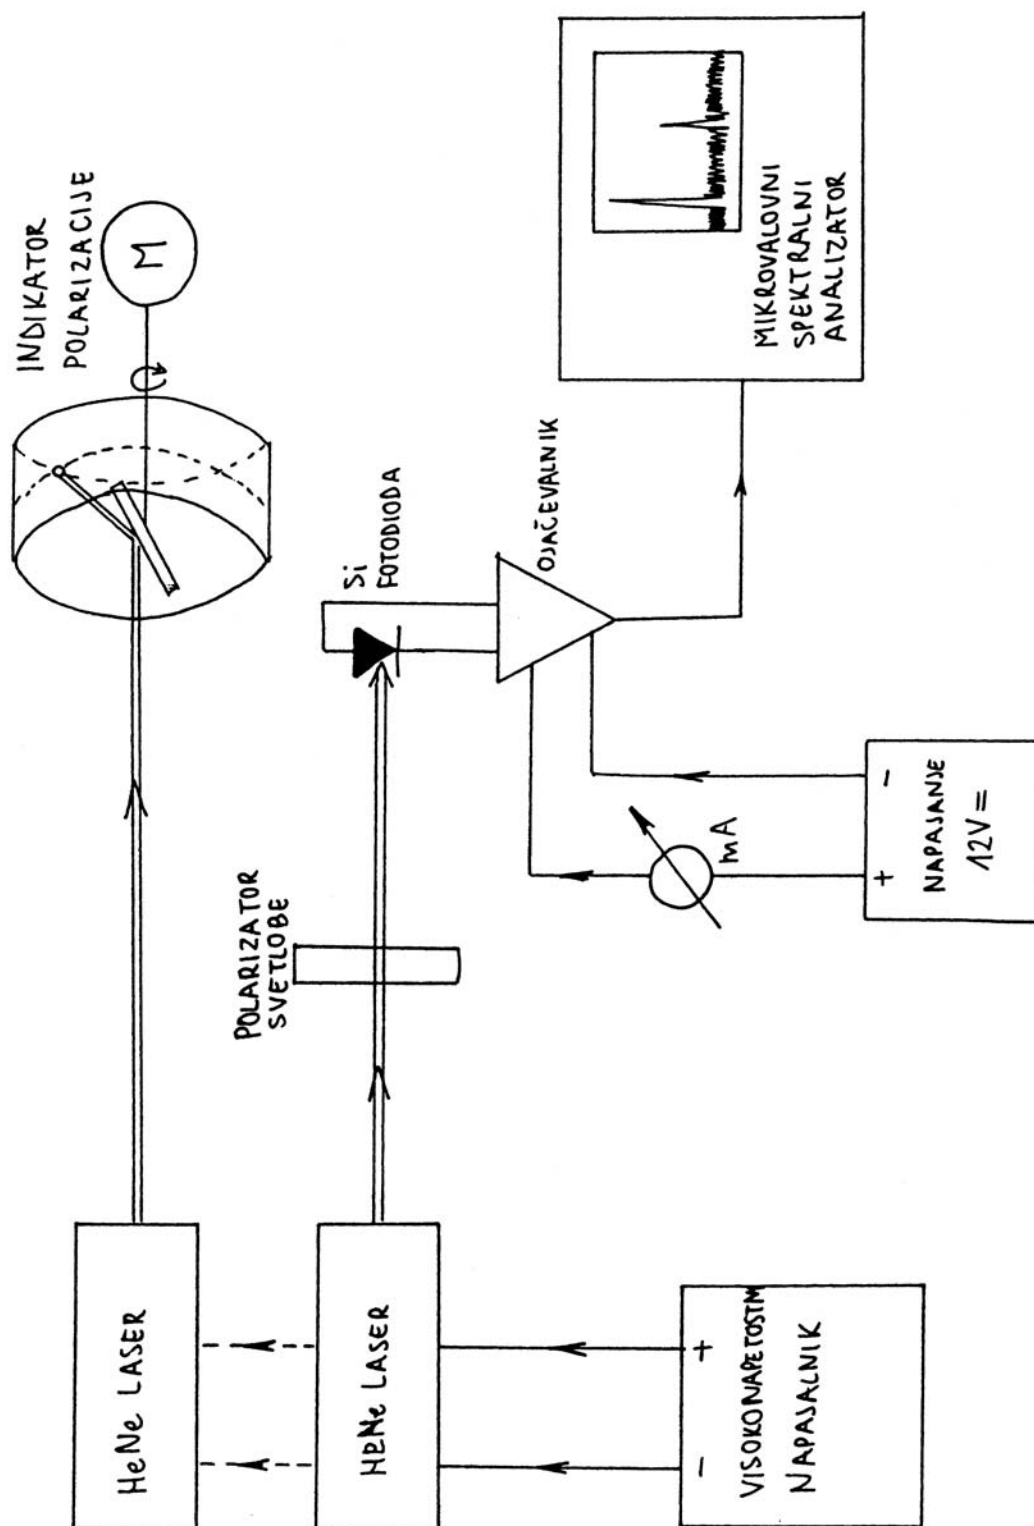 INDIKATOR
POLARIZACIJE
M
Si
FOTODIODA
OJAČEVALNIK
MIKROVALOVNI
SPEKTRALNI
ANALIZATOR
POLARIZATOR
SVETLOBE
mA
NAPAJANJE
12V=
+
-
HeNe LASER
HeNe LASER
VISOKONAPETOSTNI
NAPAJALNIK
-
+